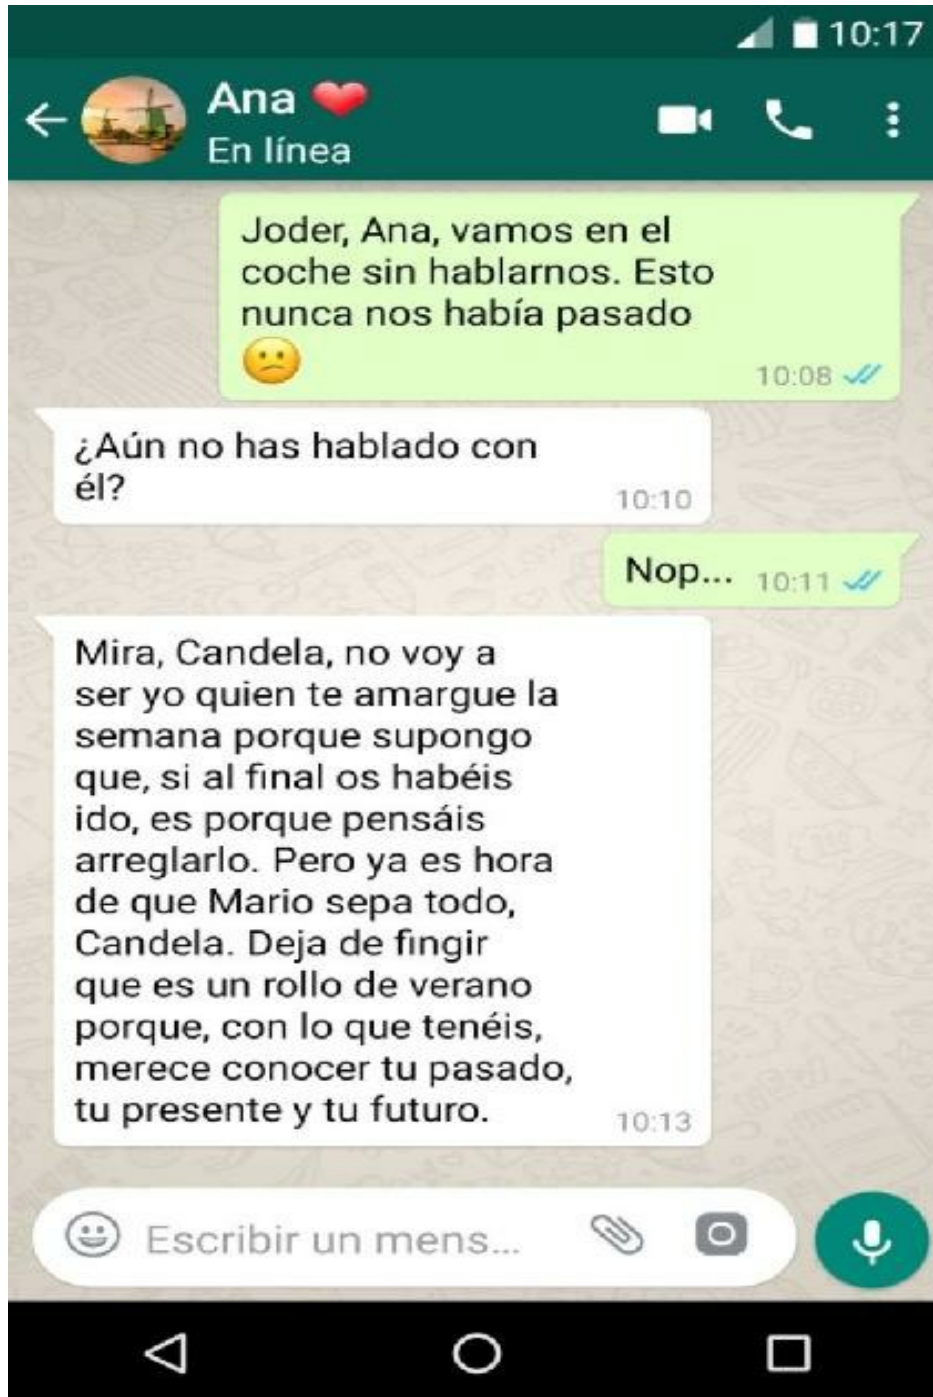 10:17
Ana
En línea
Joder, Ana, vamos en el
coche sin hablarnos. Esto
nunca nos había pasado
10:08
¿Aún no has hablado con
él?
10:10
Nop... 10:11
Mira, Candela, no voy a
ser yo quien te amargue la
semana porque supongo
que, si al final os habéis
ido, es porque pensáis
arreglarlo. Pero ya es hora
de que Mario sepa todo,
Candela. Deja de fingir
que es un rollo de verano
porque, con lo que tenéis,
merece conocer tu pasado,
tu presente y tu futuro.
10:13
Escribir un mens...